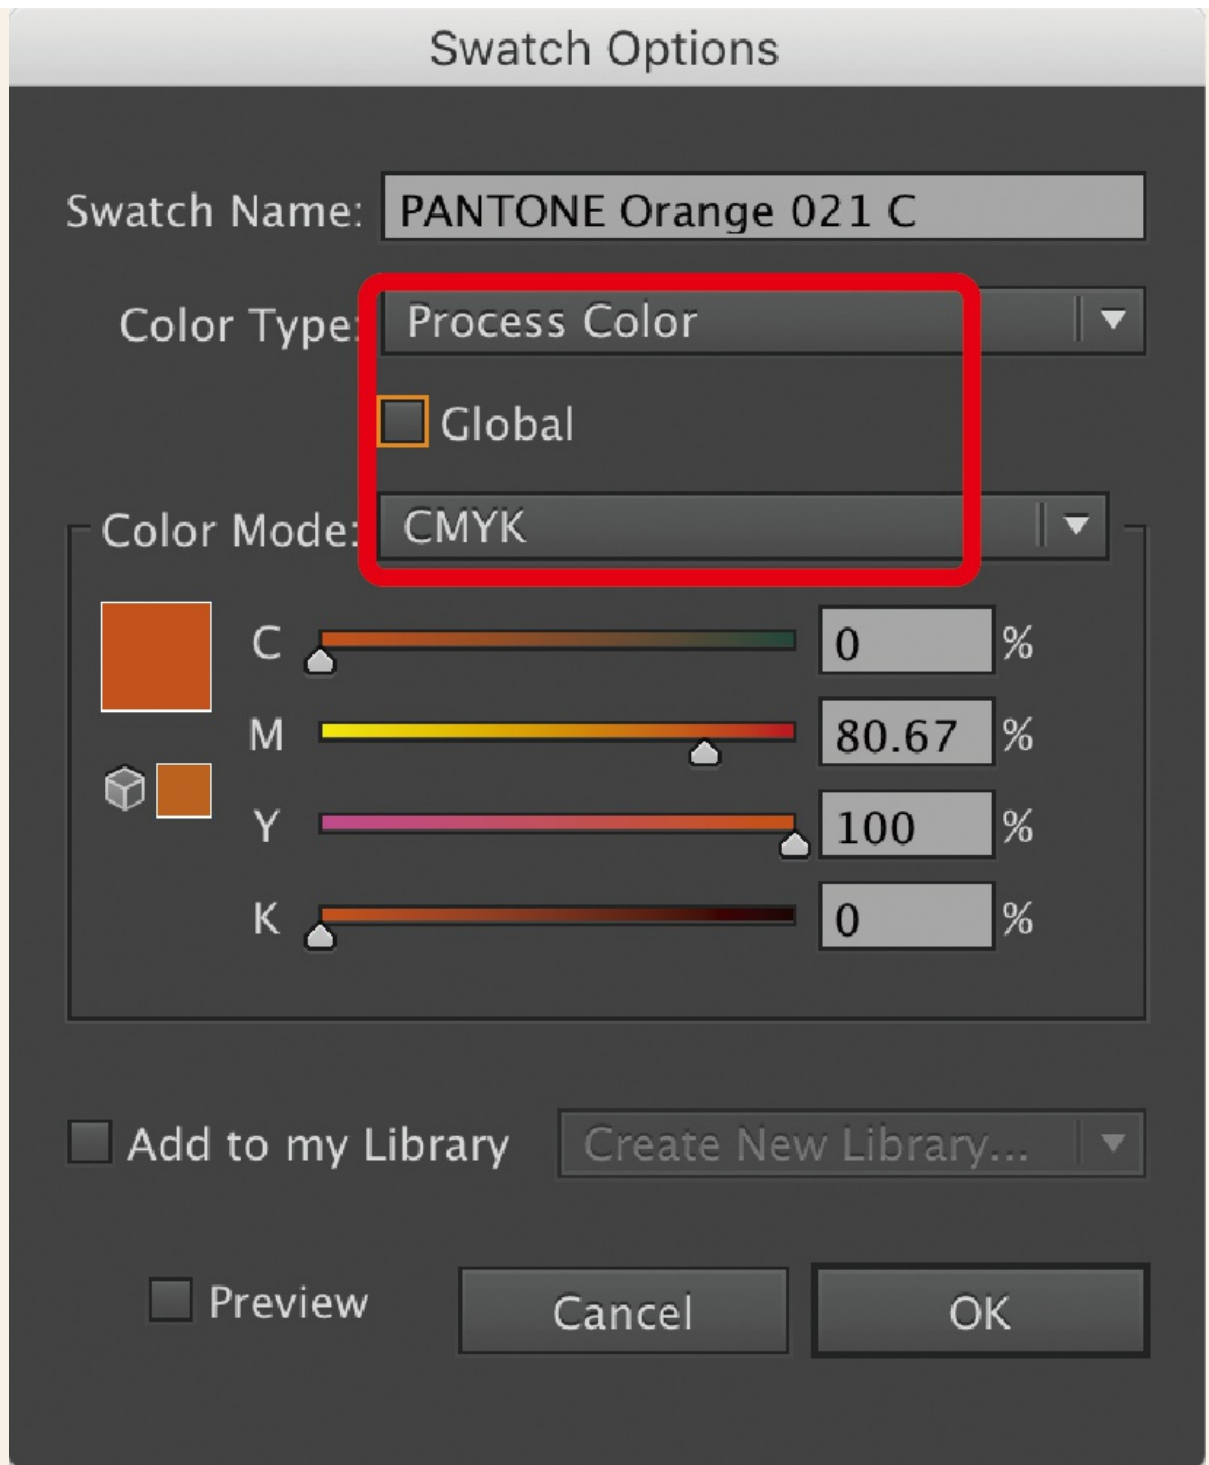 Swatch Options
Swatch Name: PANTONE Orange 021 C
Color Type: Process Color
Global
Color Mode: CMYK
C 0 %
M 80.67 %
Y 100 %
K 0 %
Add to my Library Create New Library...
Preview Cancel OK